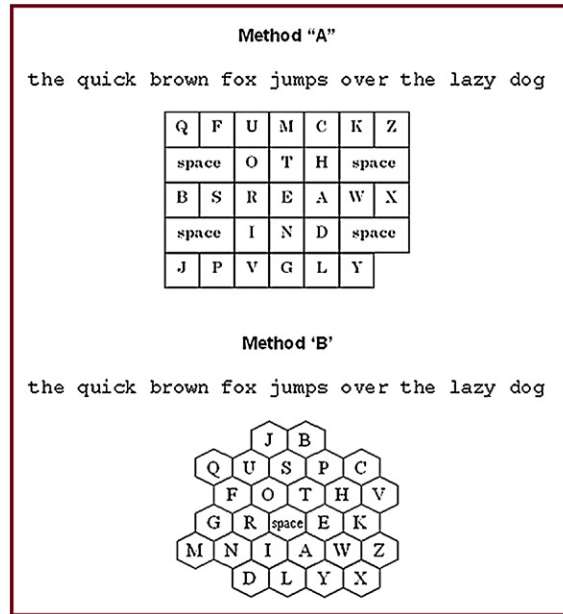 Method “A”
the quick brown fox jumps over the lazy dog
Q F U M C K Z
space O T H space
B S R E A W X
space I N D space
J P V G L Y
Method ‘B’
the quick brown fox jumps over the lazy dog
J B
Q U S P C
F O T H V
G R space E K
M N I A W Z
D L Y X